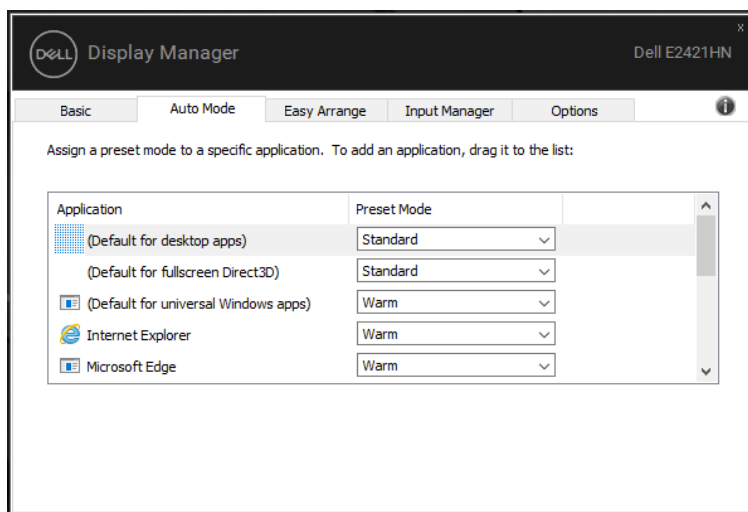 DELL Display Manager Dell E2421HN
Basic Auto Mode Easy Arrange Input Manager Options
Assign a preset mode to a specific application. To add an application, drag it to the list:
Application Preset Mode
(Default for desktop apps) Standard
(Default for fullscreen Direct3D) Standard
(Default for universal Windows apps) Warm
Internet Explorer Warm
Microsoft Edge Warm